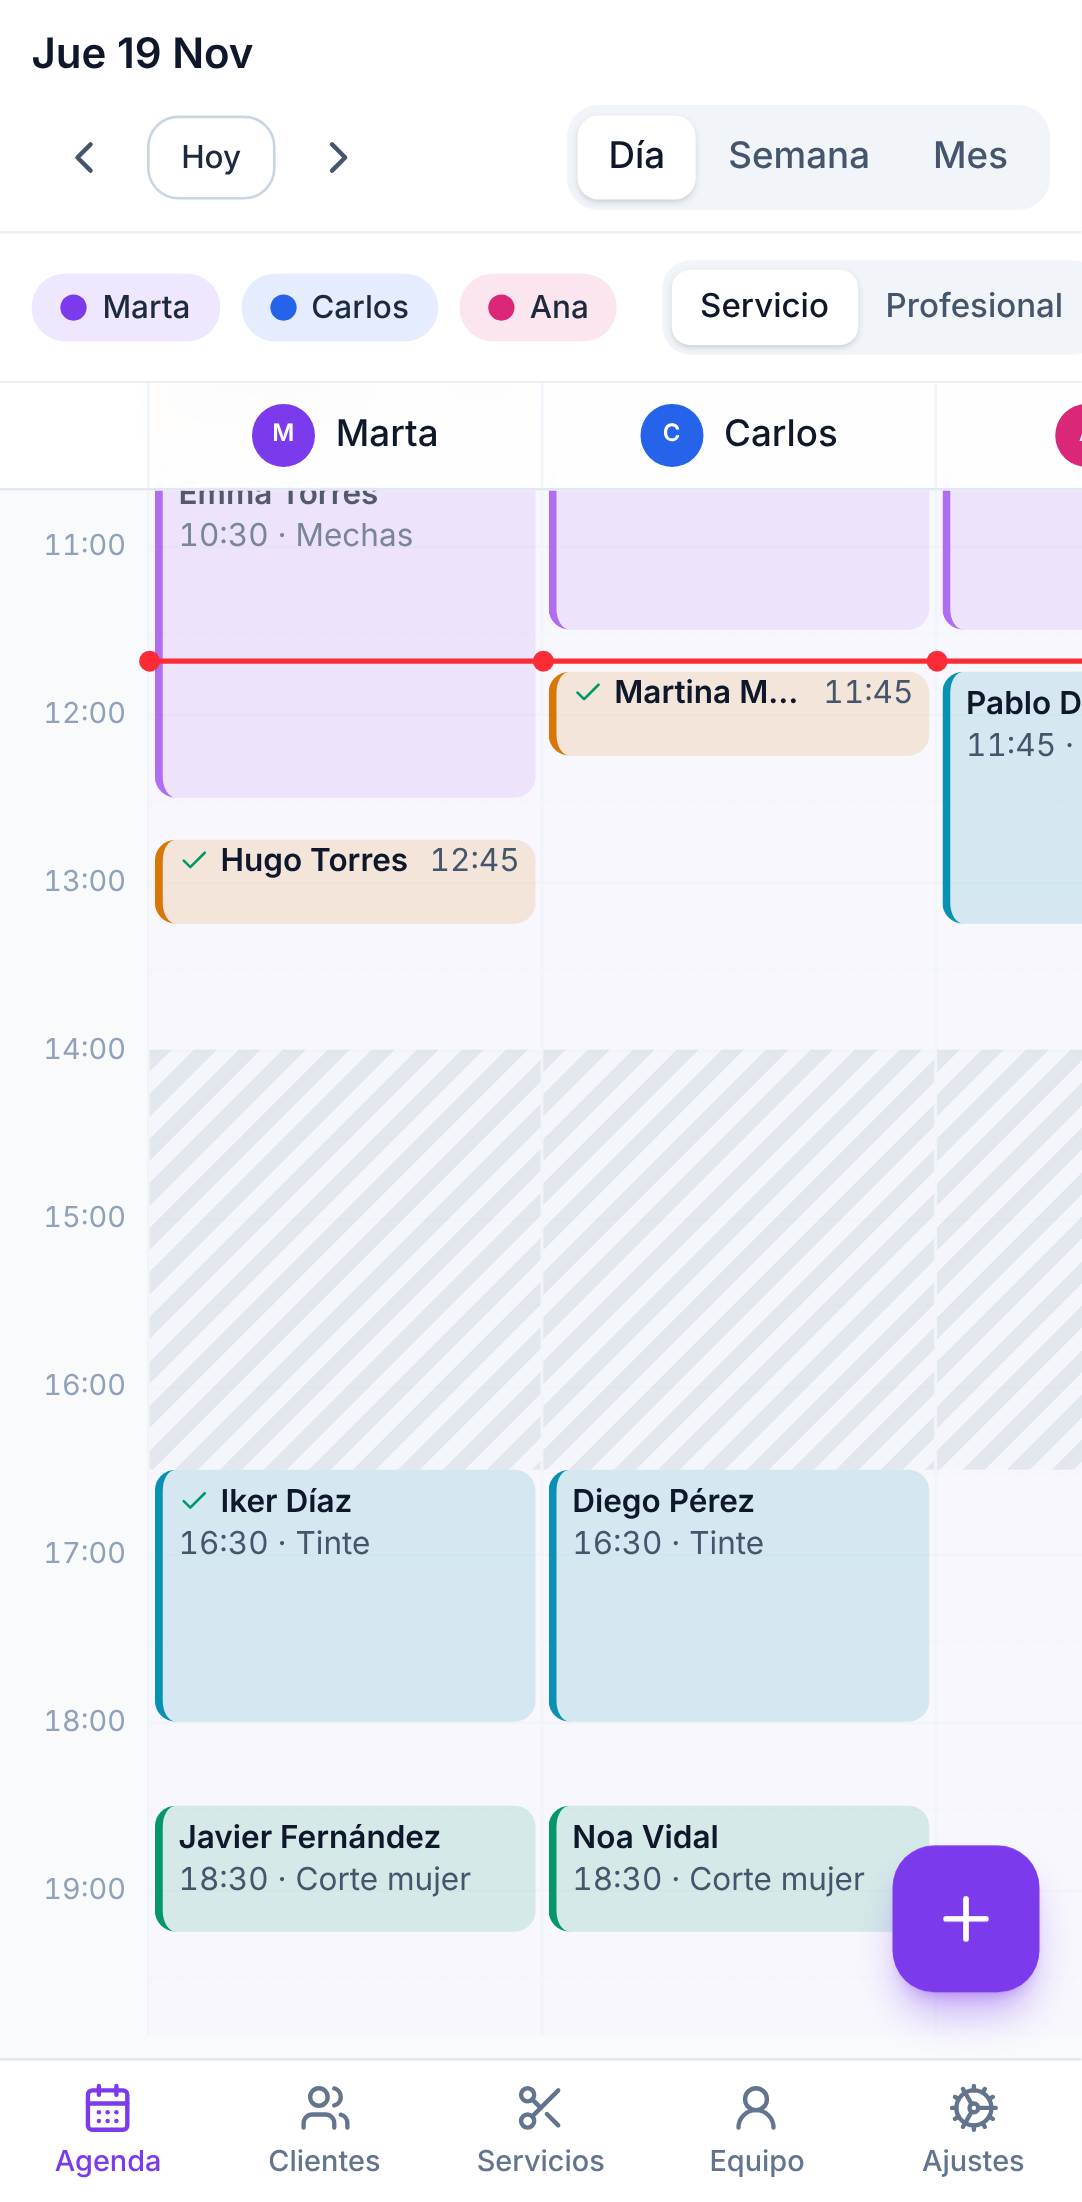 Jue 19 Nov
Hoy
Día Semana Mes
Marta Carlos Ana Servicio Profesional
M Marta C Carlos
Emma Torres
10:30 · Mechas
11:00
Martina M... 11:45
Pablo D
11:45 ·
12:00
Hugo Torres 12:45
13:00
14:00
15:00
16:00
Iker Díaz
16:30 · Tinte
Diego Pérez
16:30 · Tinte
17:00
18:00
Javier Fernández
18:30 · Corte mujer
Noa Vidal
18:30 · Corte mujer
19:00
Agenda Clientes Servicios Equipo Ajustes